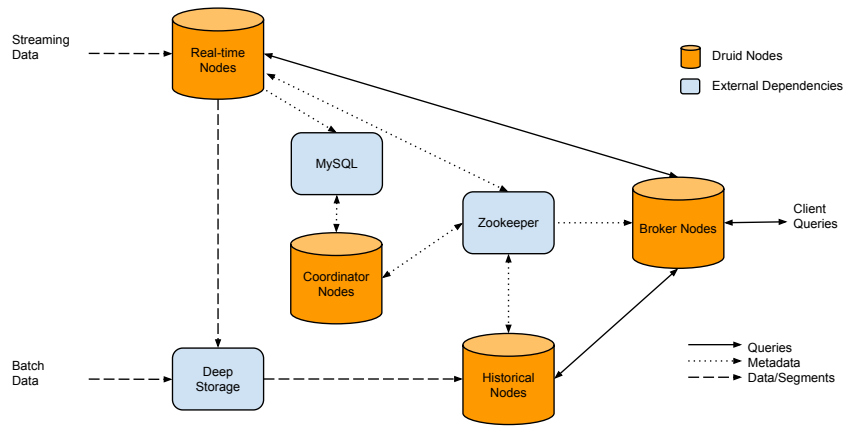 Streaming
Data
Real-time
Nodes
Druid Nodes
External Dependencies
MySQL
Zookeeper
Broker Nodes
Client
Queries
Coordinator
Nodes
Batch
Data
Deep
Storage
Historical
Nodes
Queries
Metadata
Data/Segments